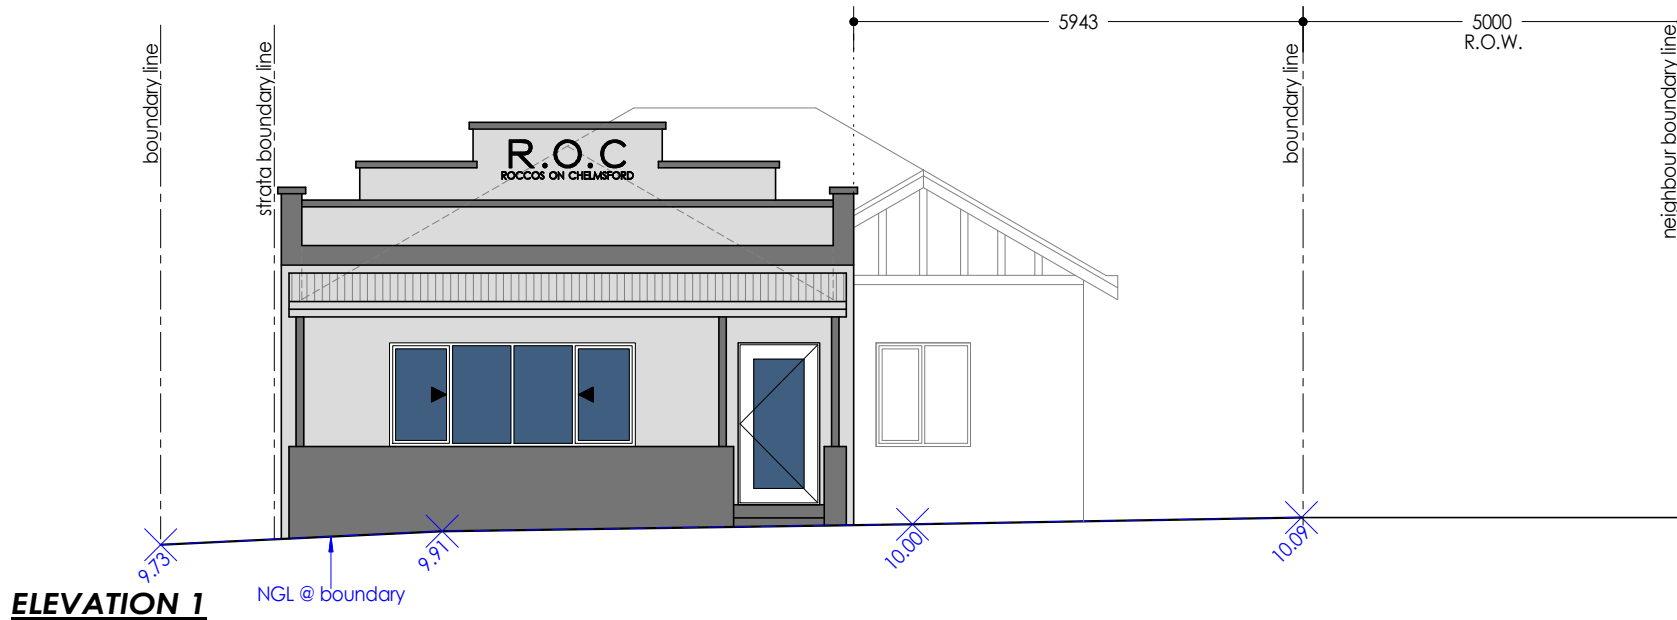 5943
5000
R.O.W.
boundary line
strata boundary line
boundary line
neighbour boundary line
R.O.C
ROCCOS ON CHELMSFORD
9.73
9.91
10.00
10.09
NGL @ boundary
ELEVATION 1